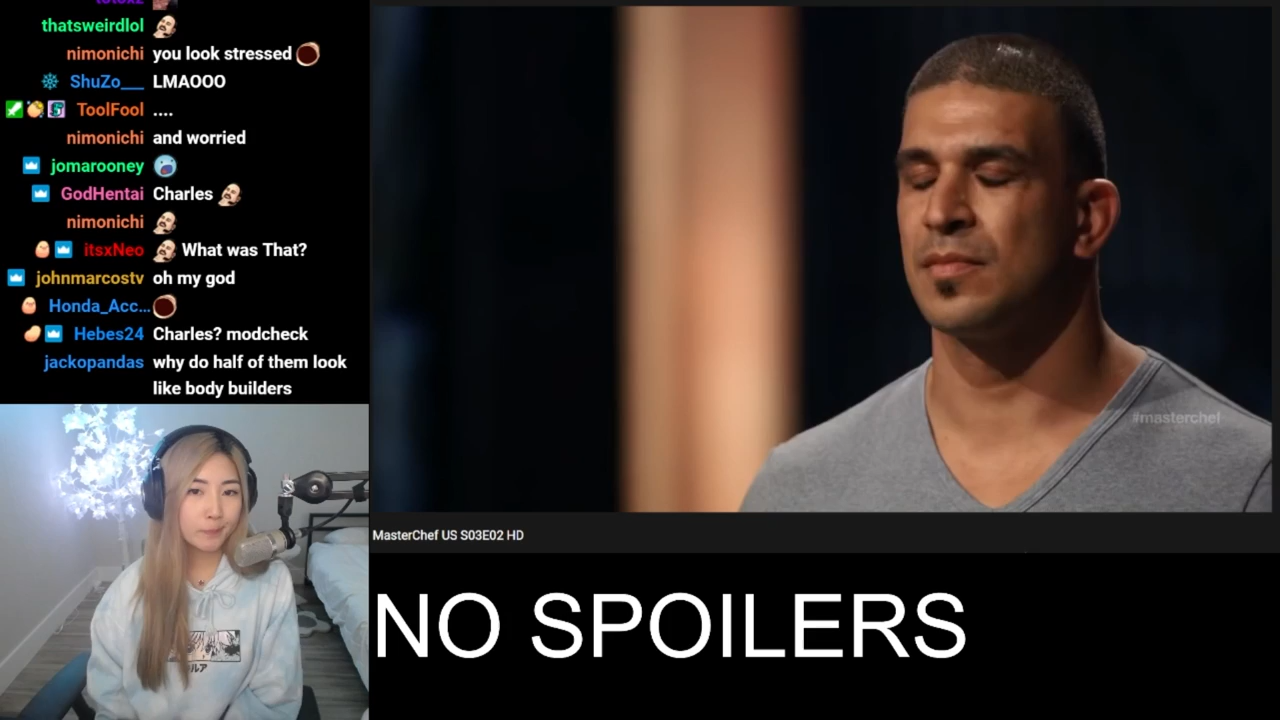 thatsweirdlol
nimonichi you look stressed
ShuZo___ LMAOOO
ToolFool ....
nimonichi and worried
jomarooney
GodHentai Charles
nimonichi
itsxNeo What was That?
johnmarcostv oh my god
Honda_Acc...
Hebes24 Charles? modcheck
jackopandas why do half of them look
like body builders
#masterchef
MasterChef US S03E02 HD
NO SPOILERS